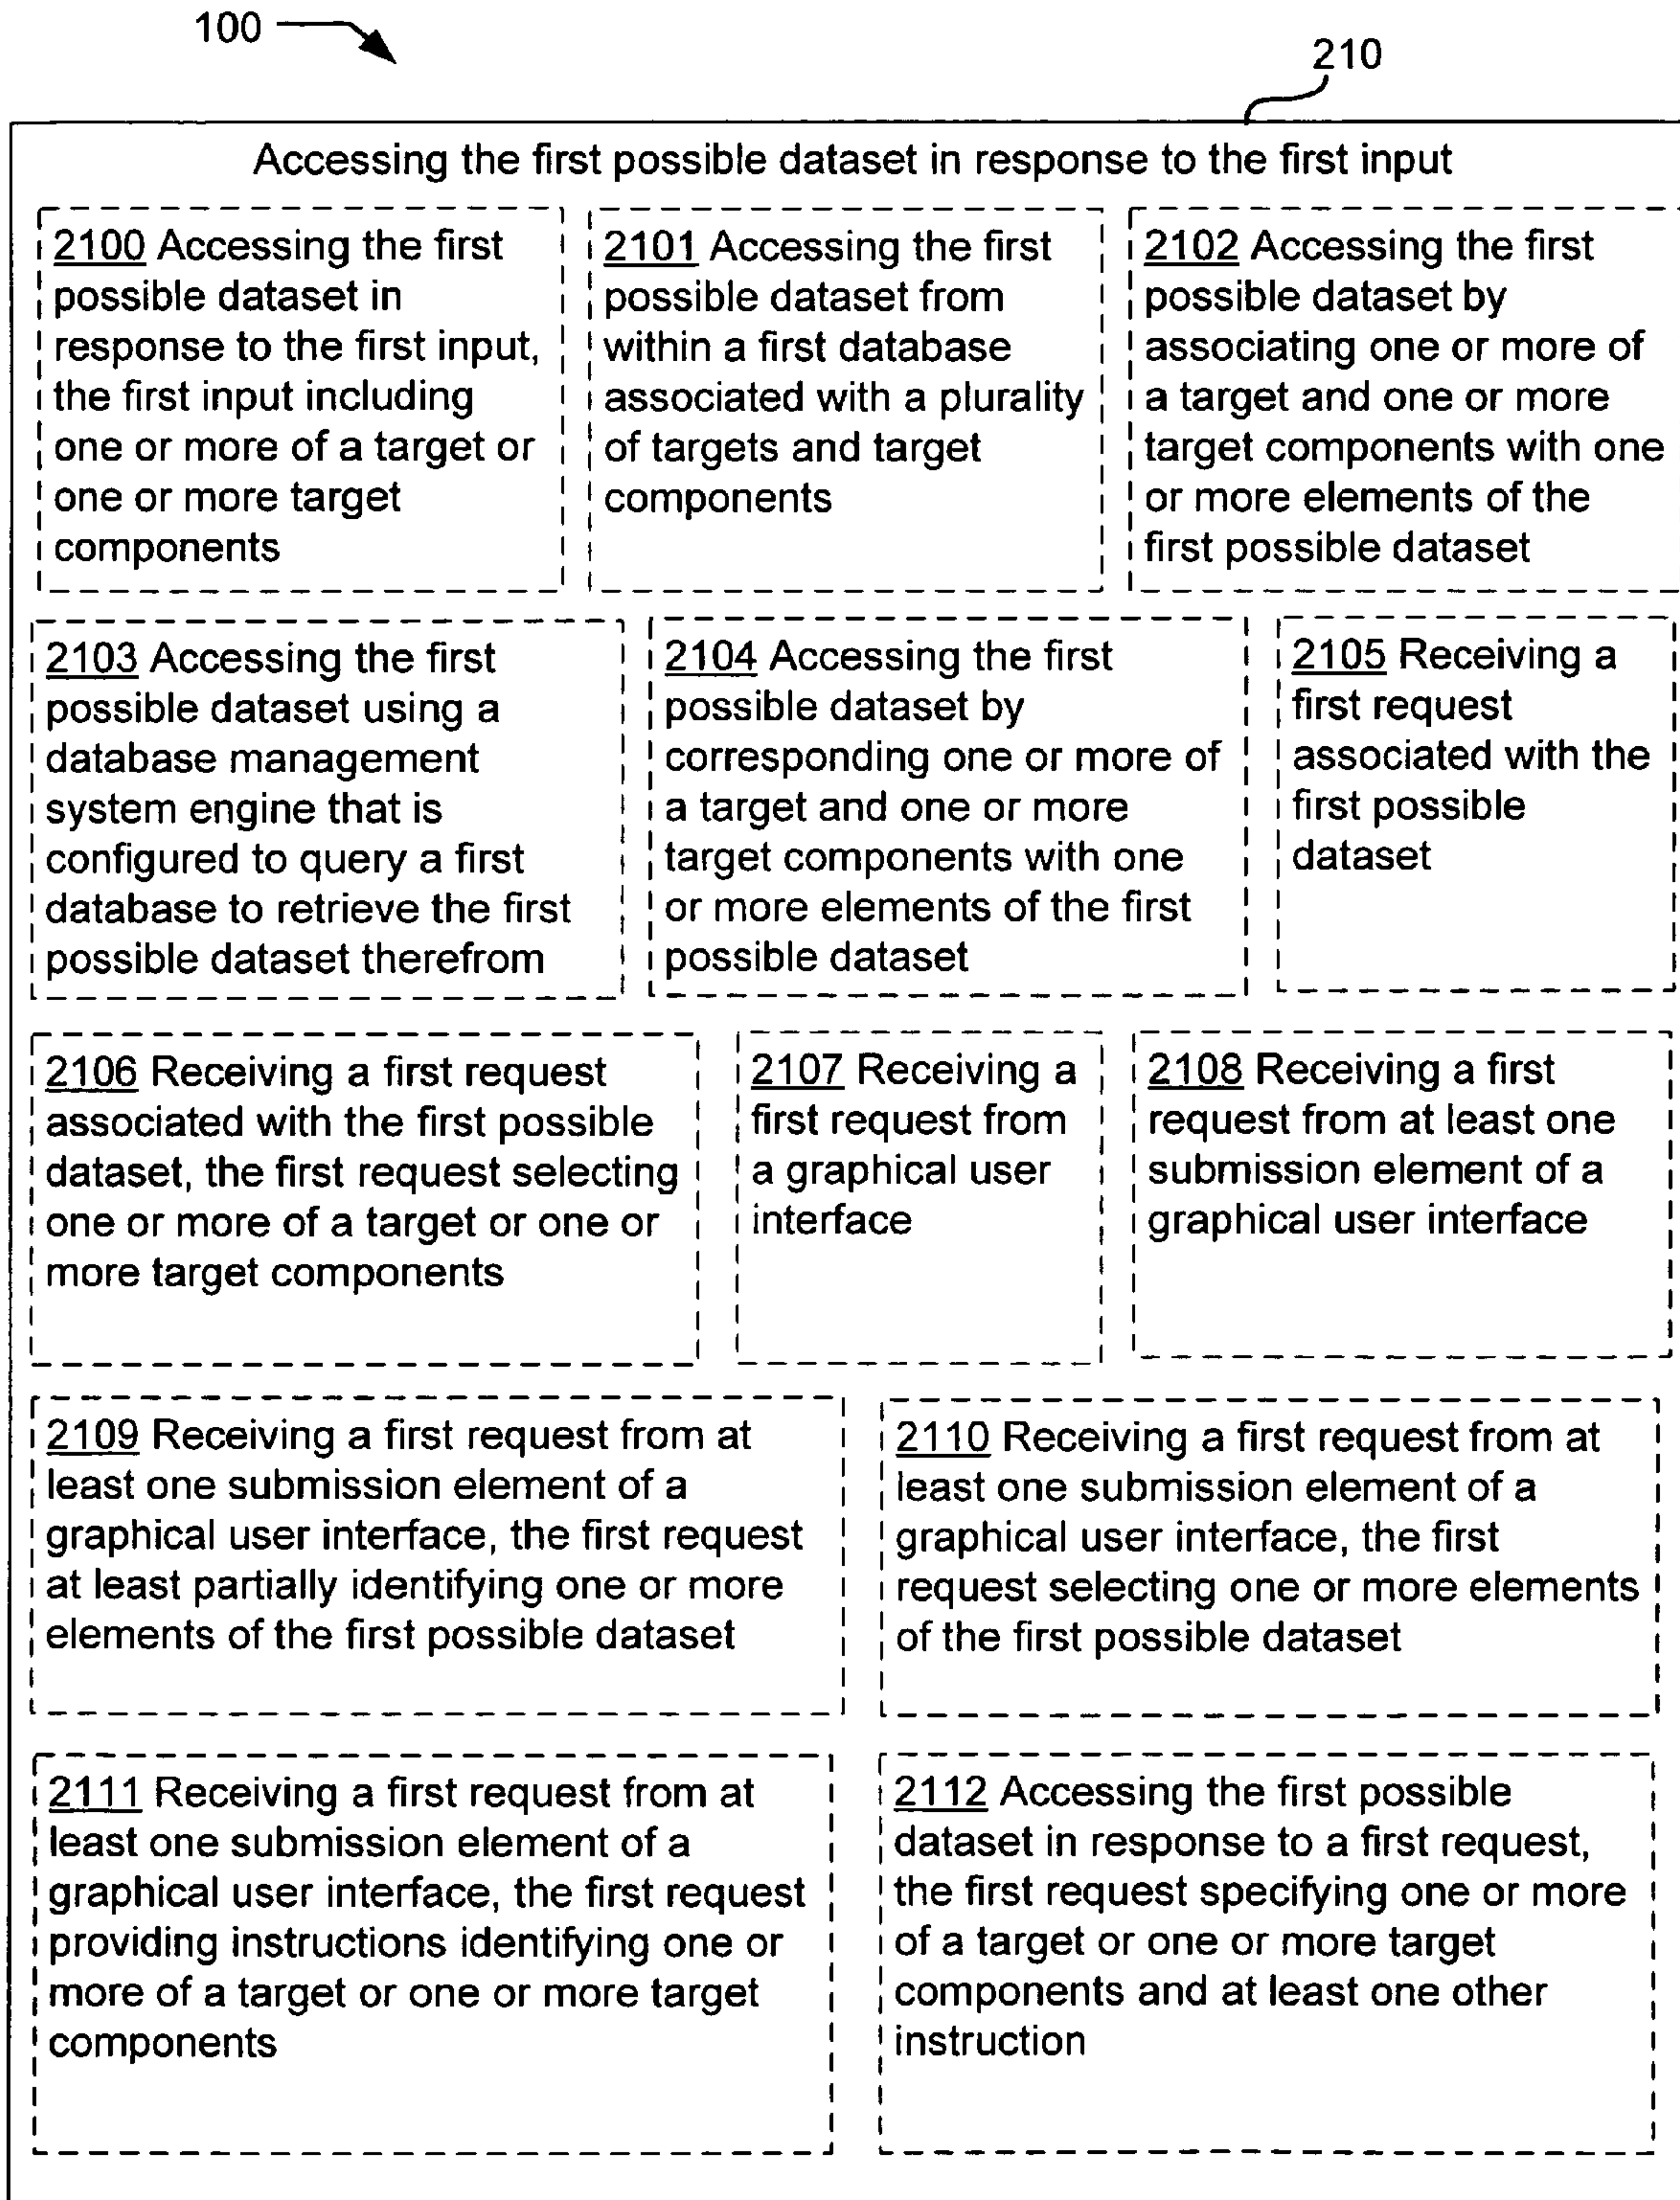 100
210
Accessing the first possible dataset in response to the first input
2100 Accessing the first
possible dataset in
response to the first input,
the first input including
one or more of a target or
one or more target
components
2101 Accessing the first
possible dataset from
within a first database
associated with a plurality
of targets and target
components
2102 Accessing the first
possible dataset by
associating one or more of
a target and one or more
target components with one
or more elements of the
first possible dataset
2103 Accessing the first
possible dataset using a
database management
system engine that is
configured to query a first
database to retrieve the first
possible dataset therefrom
2104 Accessing the first
possible dataset by
corresponding one or more of
a target and one or more
target components with one
or more elements of the first
possible dataset
2105 Receiving a
first request
associated with the
first possible
dataset
2106 Receiving a first request
associated with the first possible
dataset, the first request selecting
one or more of a target or one or
more target components
2107 Receiving a
first request from
a graphical user
interface
2108 Receiving a first
request from at least one
submission element of a
graphical user interface
2109 Receiving a first request from at
least one submission element of a
graphical user interface, the first request
at least partially identifying one or more
elements of the first possible dataset
2110 Receiving a first request from at
least one submission element of a
graphical user interface, the first
request selecting one or more elements
of the first possible dataset
2111 Receiving a first request from at
least one submission element of a
graphical user interface, the first request
providing instructions identifying one or
more of a target or one or more target
components
2112 Accessing the first possible
dataset in response to a first request,
the first request specifying one or more
of a target or one or more target
components and at least one other
instruction